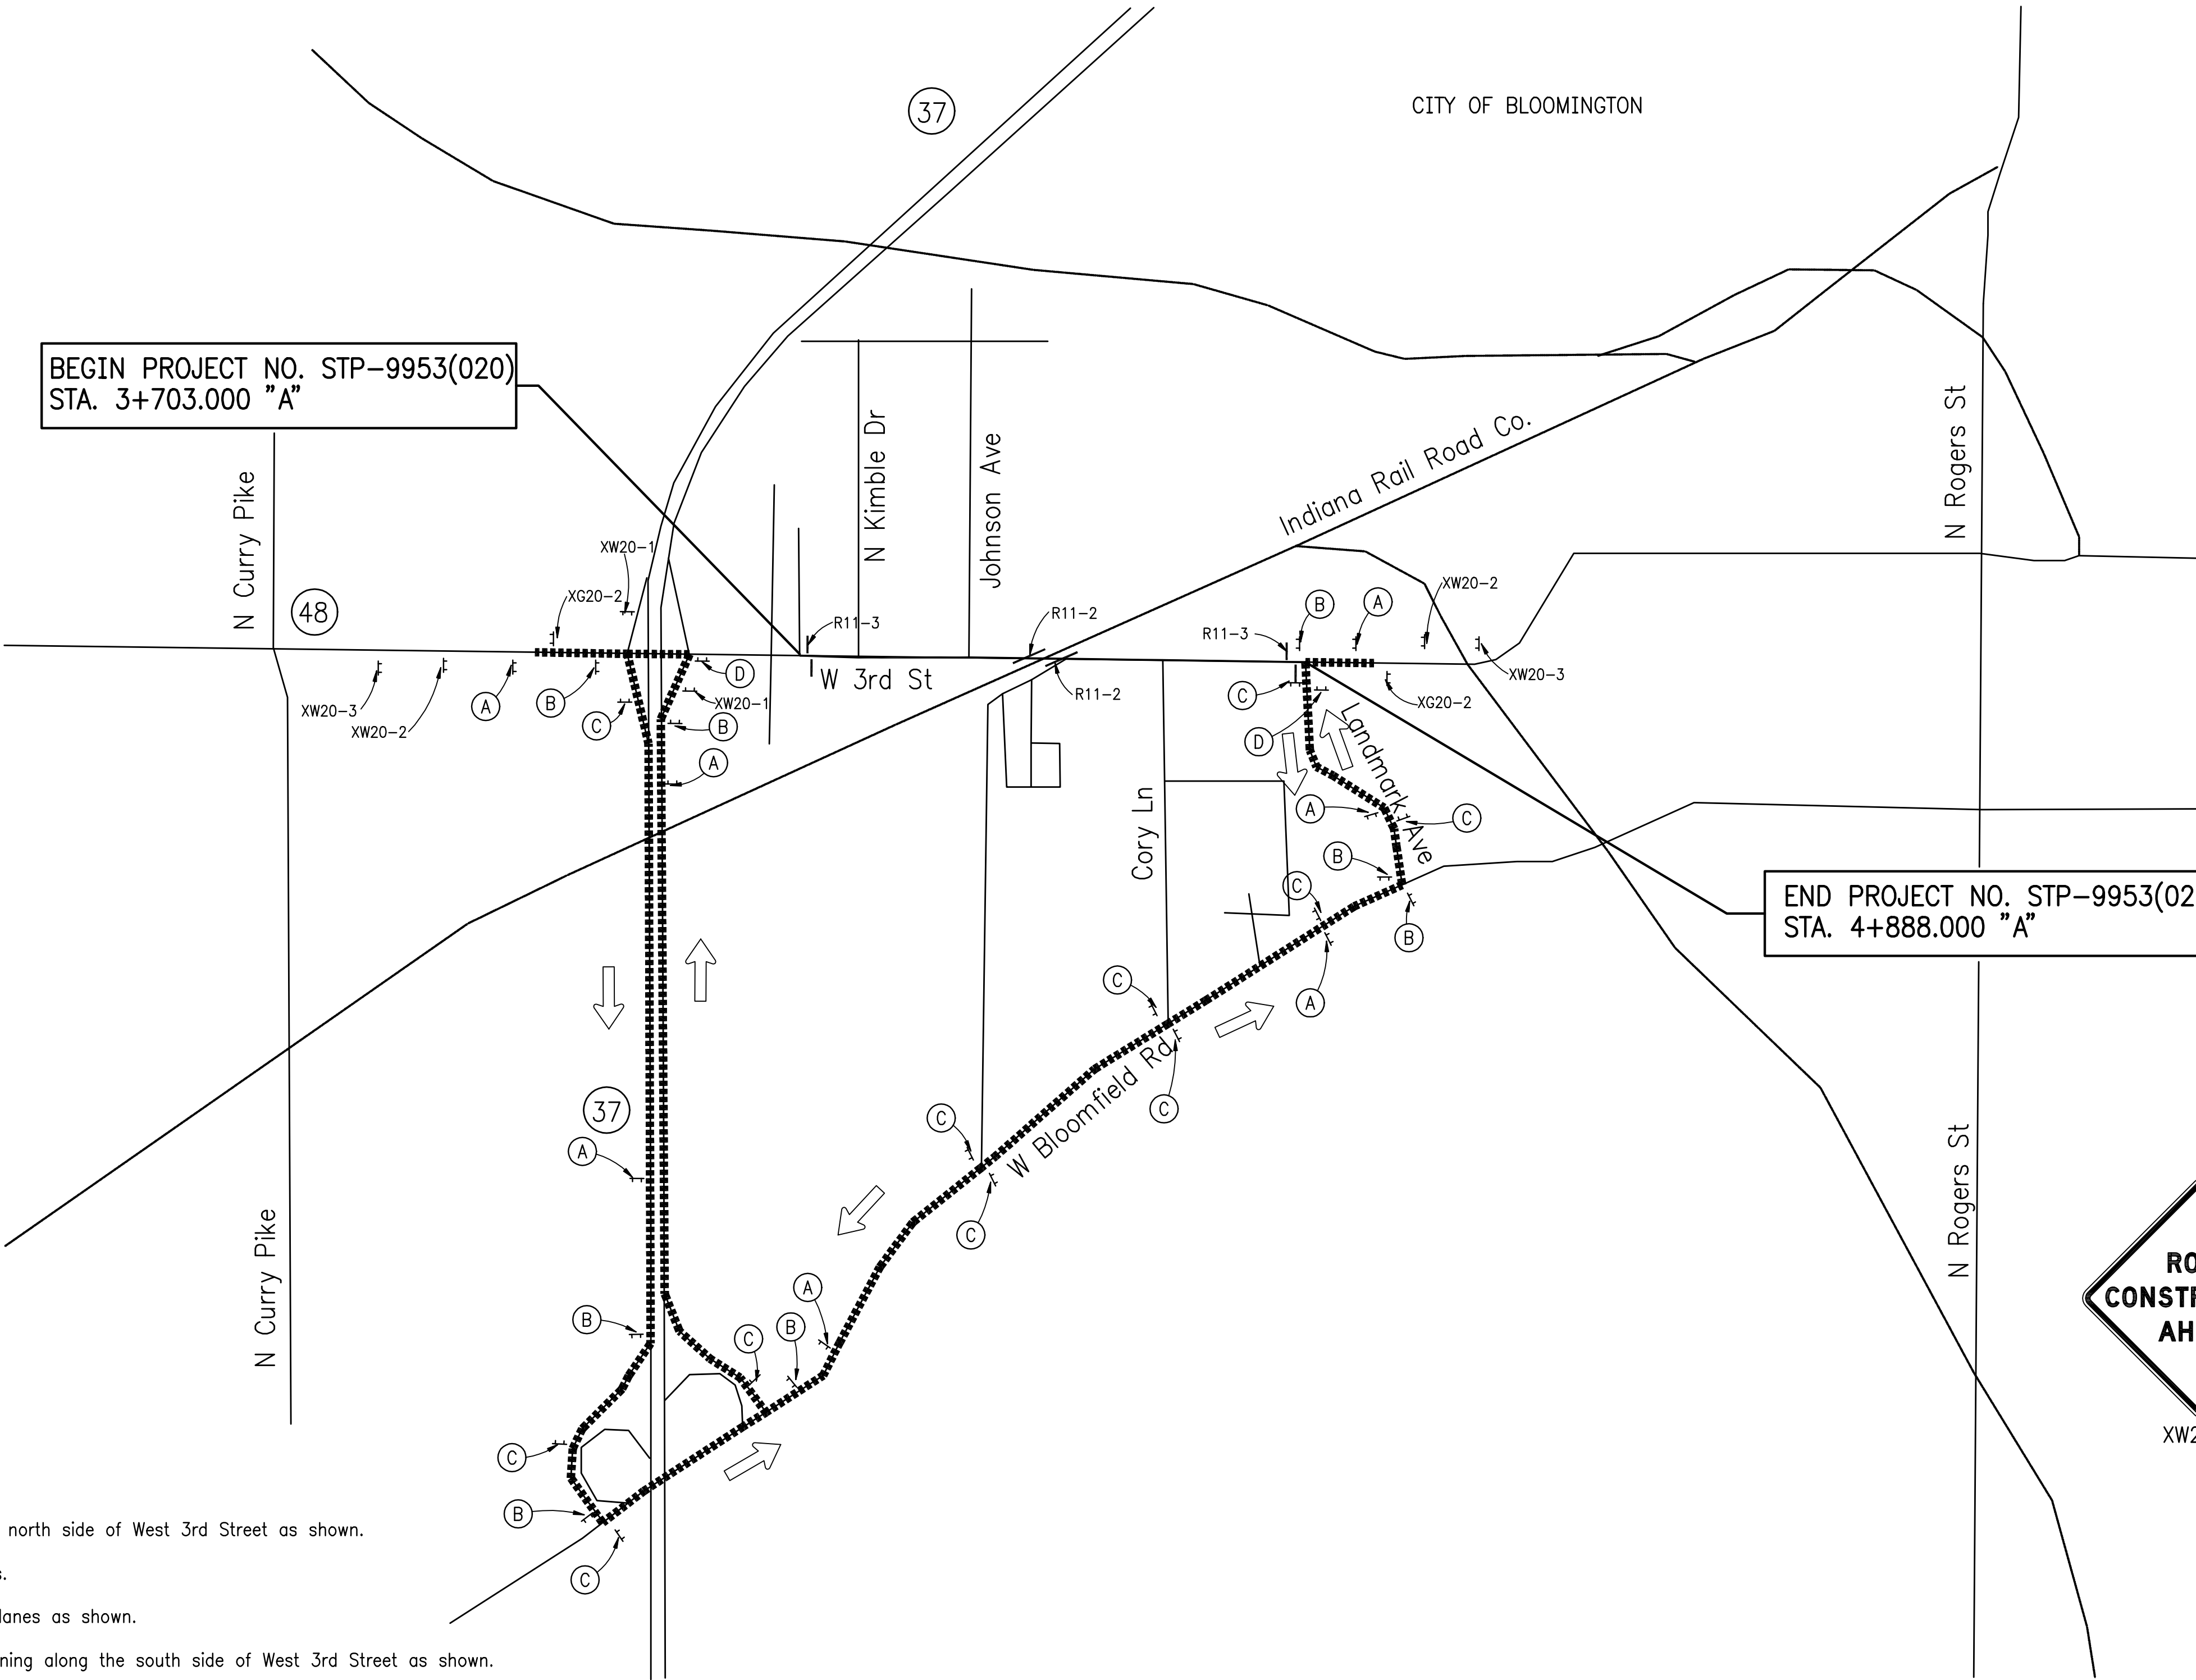 37
CITY OF BLOOMINGTON
BEGIN PROJECT NO. STP-9953(020)
STA. 3+703.000 "A"
N Curry Pike
48
XW20-1
XG20-2
N Kimble Dr
Johnson Ave
Indiana Rail Road Co.
N Rogers St
R11-3
R11-2
R11-3
B
A
XW20-2
XW20-3
XG20-2
W 3rd St
R11-2
D
XW20-1
XW20-3
XW20-2
A
B
C
B
A
C
D
Landmark Ave
Cory Ln
A
C
B
C
B
A
END PROJECT NO. STP-9953(02
STA. 4+888.000 "A"
C
C
W Bloomfield Rd
37
A
C
C
N Rogers St
N Curry Pike
A
B
C
B
C
B
C
RO
CONSTR
AH
XW2
north side of West 3rd Street as shown.
s.
lanes as shown.
ning along the south side of West 3rd Street as shown.